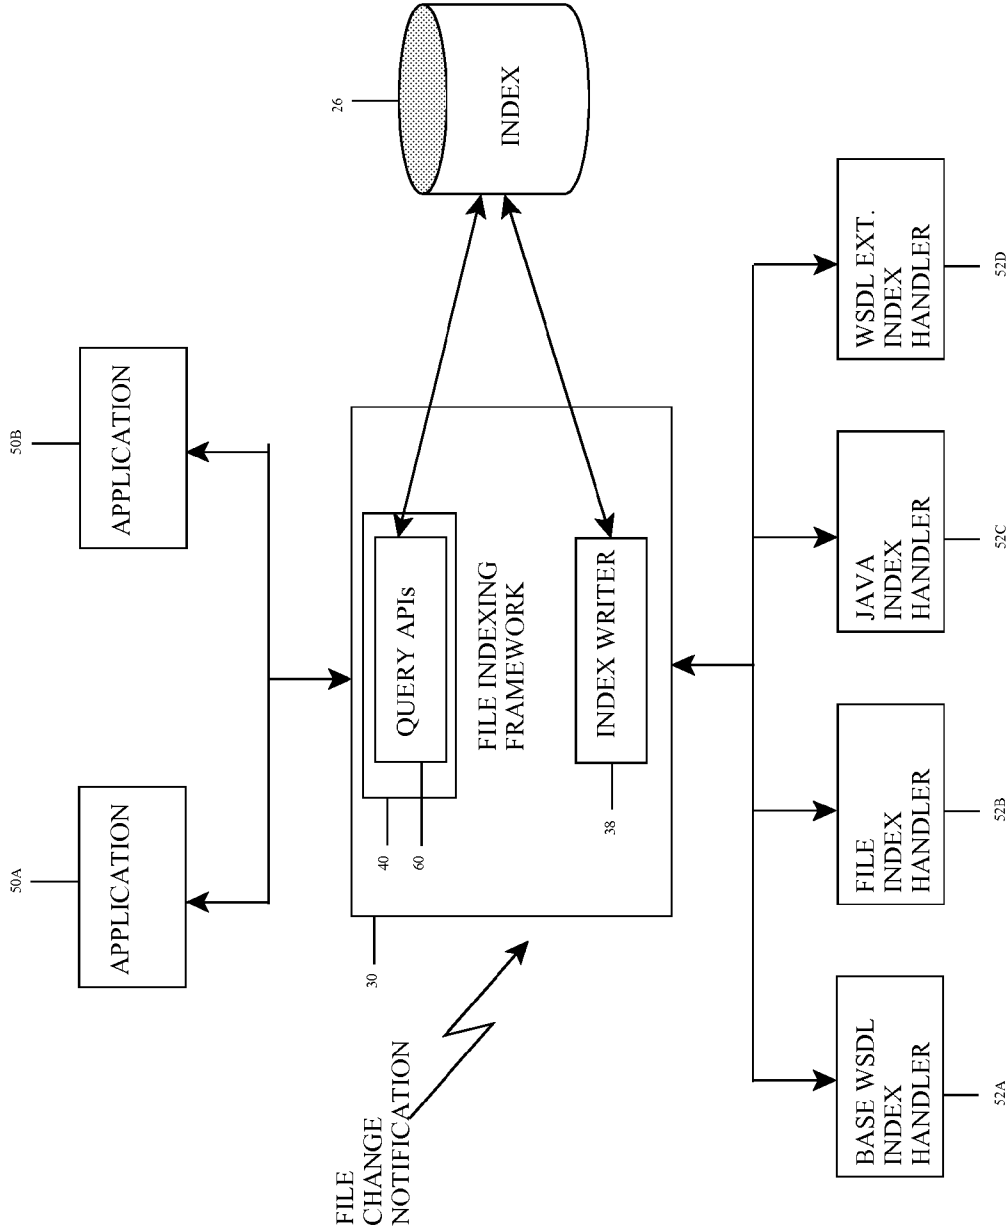 50A
50B
APPLICATION
APPLICATION
26
INDEX
40
60
QUERY APIs
30
FILE INDEXING
FRAMEWORK
38
INDEX WRITER
FILE
CHANGE
NOTIFICATION
BASE WSDL
INDEX
HANDLER
FILE
INDEX
HANDLER
JAVA
INDEX
HANDLER
WSDL EXT.
INDEX
HANDLER
52A
52B
52C
52D